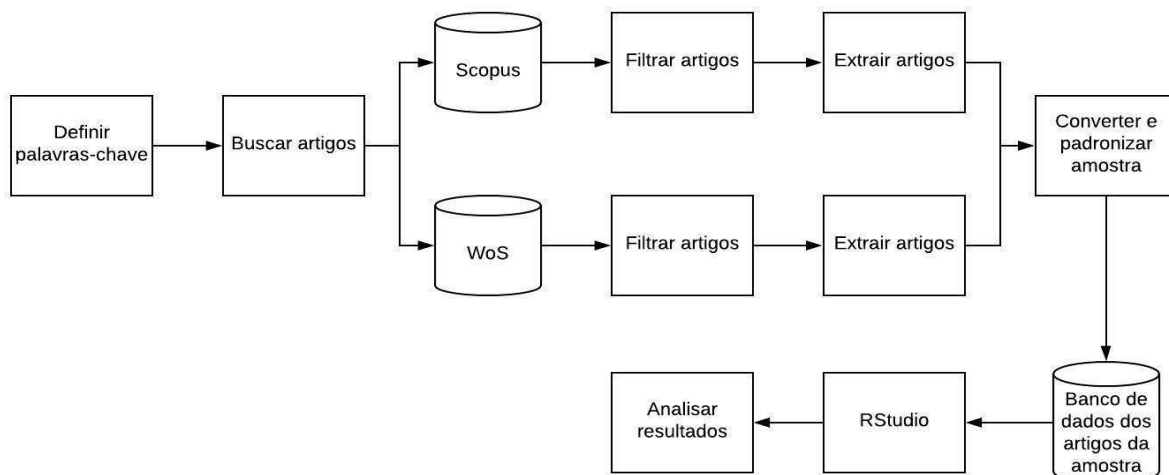 Definir
palavras-chave
Buscar artigos
Scopus
Filtrar artigos
Extrair artigos
WoS
Filtrar artigos
Extrair artigos
Converter e
padronizar
amostra
Banco de
dados dos
artigos da
amostra
RStudio
Analisar
resultados